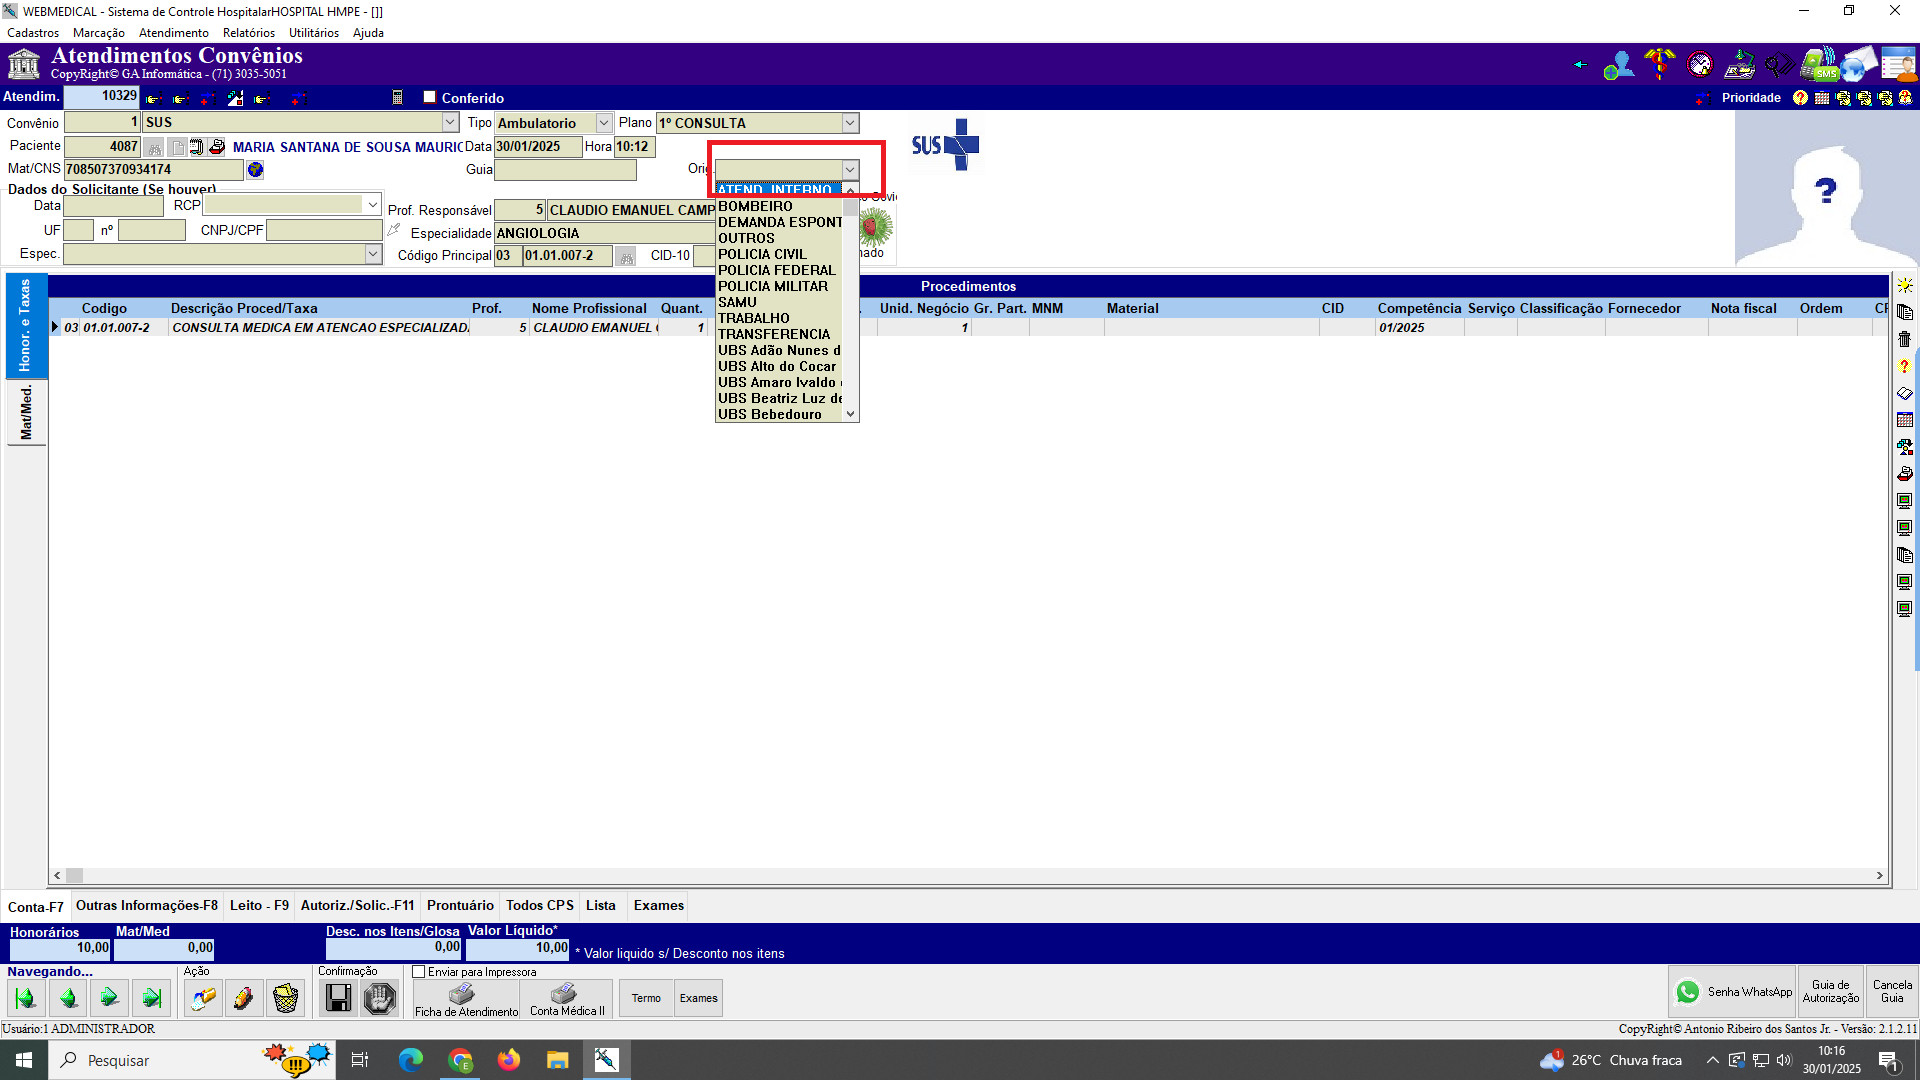 WEBMEDICAL - Sistema de Controle HospitalarHOSPITAL HMPE - []]
Cadastros Marcação Atendimento Relatórios Utilitários Ajuda
Atendimentos Convênios
CopyRight© GA Informática - (71) 3035-5051
SMS
Atendim. 10329 Conferido Prioridade
Convênio 1 SUS Tipo Ambulatorio Plano 1º CONSULTA
SUS
Paciente 4087 MARIA SANTANA DE SOUSA MAURIC Data 30/01/2025 Hora 10:12
Mat/CNS 708507370934174 Guia Orig.
Dados do Solicitante (Se houver)
Data RCP Prof. Responsável 5 CLAUDIO EMANUEL CAMP
UF nº CNPJ/CPF Especialidade ANGIOLOGIA
Espec. Código Principal 03 01.01.007-2 CID-10
ATEND. INTERNO
BOMBEIRO
DEMANDA ESPONT
OUTROS
POLICIA CIVIL
POLICIA FEDERAL
POLICIA MILITAR
SAMU
TRABALHO
TRANSFERENCIA
UBS Adão Nunes d
UBS Alto do Cocar
UBS Amaro Ivaldo
UBS Beatriz Luz de
UBS Bebedouro
Honor. e Taxas
Mat/Med.
Procedimentos
Codigo Descrição Proced/Taxa Prof. Nome Profissional Quant. Unid. Negócio Gr. Part. MNM Material CID Competência Serviço Classificação Fornecedor Nota fiscal Ordem
03 01.01.007-2 CONSULTA MEDICA EM ATENCAO ESPECIALIZAD 5 CLAUDIO EMANUEL 1 1 01/2025
Conta-F7 Outras Informações-F8 Leito - F9 Autoriz./Solic.-F11 Prontuário Todos CPS Lista Exames
Honorários Mat/Med Desc. nos Itens/Glosa Valor Líquido*
10,00 0,00 0,00 10,00 * Valor liquido s/ Desconto nos itens
Navegando... Ação Confirmação Enviar para Impressora
Ficha de Atendimento Conta Médica II Termo Exames Senha WhatsApp Guia de Autorização Cancela Guia
Usuário:1 ADMINISTRADOR CopyRight© Antonio Ribeiro dos Santos Jr. - Versão: 2.1.2.11
Pesquisar 26°C Chuva fraca 10:16
30/01/2025